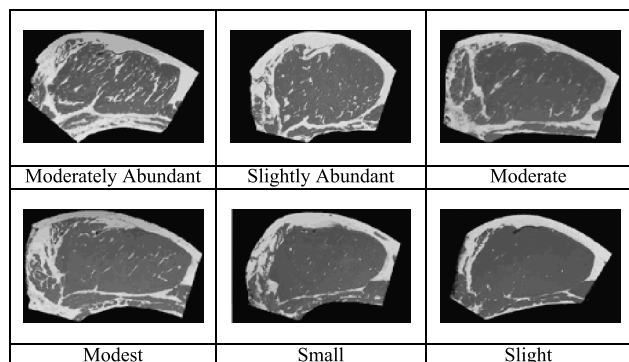 Moderately Abundant
Slightly Abundant
Moderate
Modest
Small
Slight